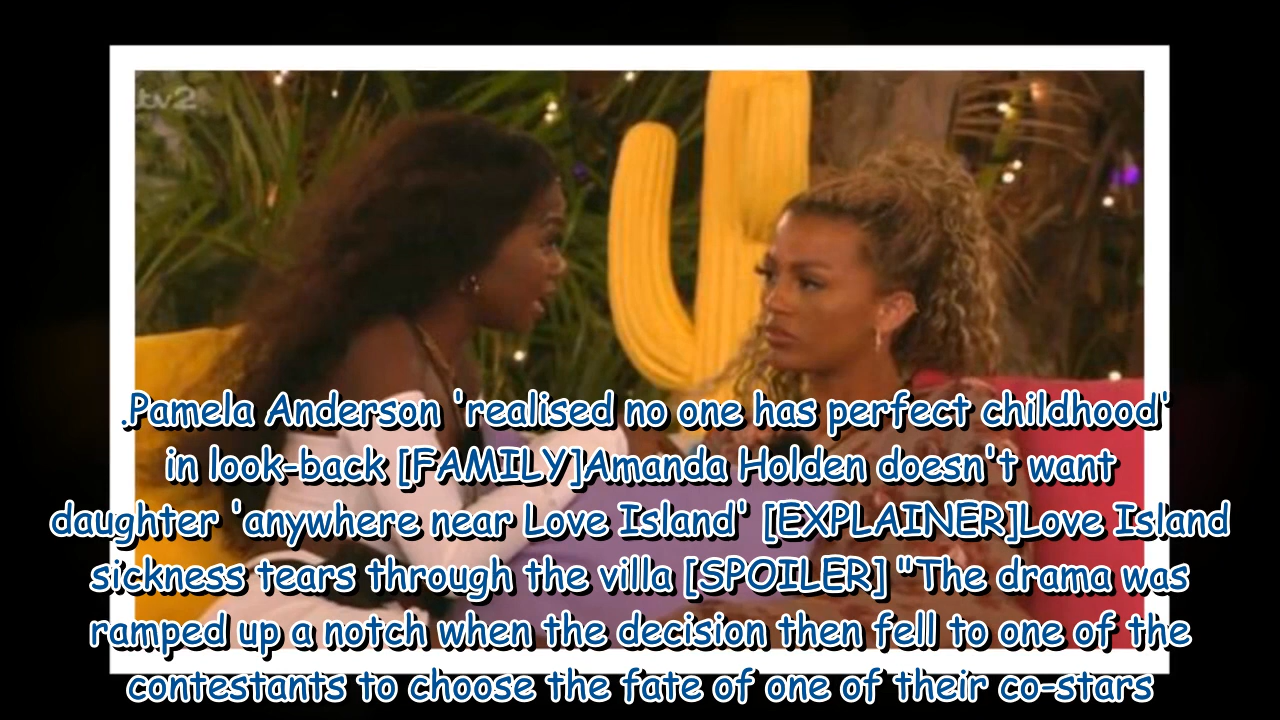 itv2
.Pamela Anderson 'realised no one has perfect childhood'
in look-back [FAMILY]Amanda Holden doesn't want
daughter 'anywhere near Love Island' [EXPLAINER]Love Island
sickness tears through the villa [SPOILER] "The drama was
ramped up a notch when the decision then fell to one of the
contestants to choose the fate of one of their co-stars